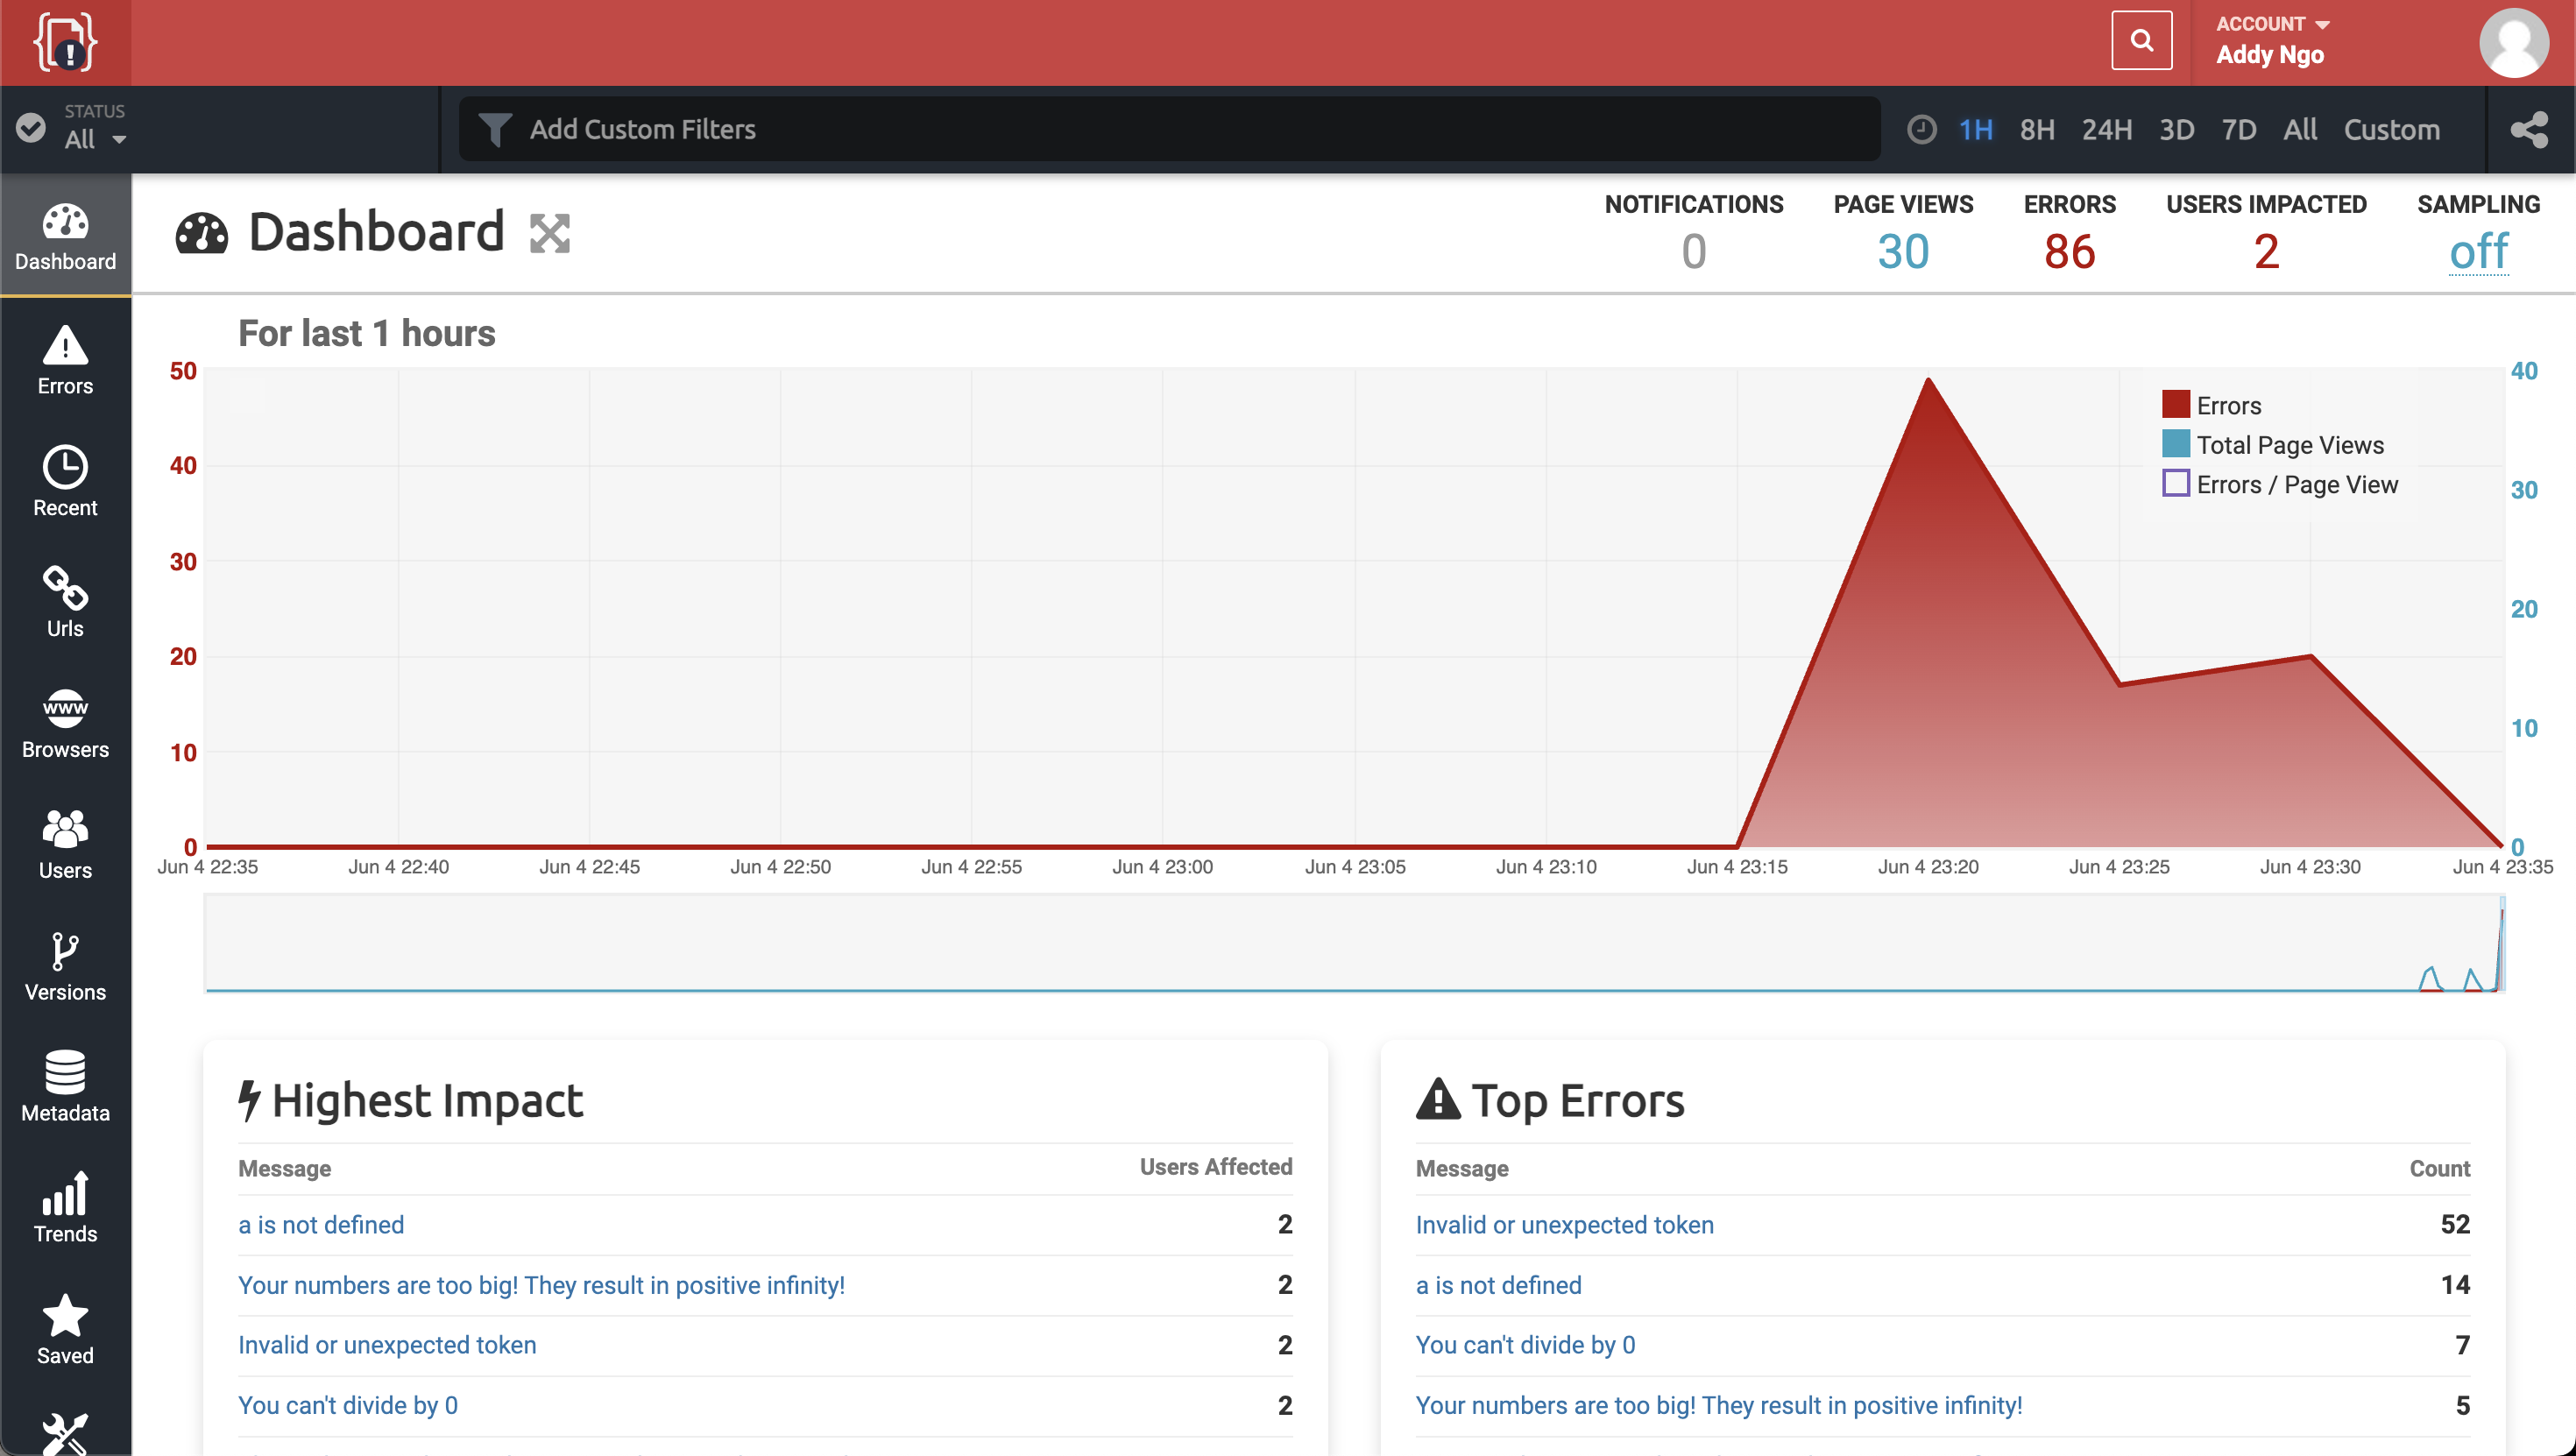 ACCOUNT
Addy Ngo
STATUS
All
Add Custom Filters
1H 8H 24H 3D 7D All Custom
Dashboard
Errors
Recent
Urls
www
Browsers
Users
Versions
Metadata
Trends
Saved
Dashboard
NOTIFICATIONS PAGE VIEWS ERRORS USERS IMPACTED SAMPLING
0 30 86 2 off
For last 1 hours
50
40
30
20
10
0
Errors
Total Page Views
Errors / Page View
40
30
20
10
0
Jun 4 22:35 Jun 4 22:40 Jun 4 22:45 Jun 4 22:50 Jun 4 22:55 Jun 4 23:00 Jun 4 23:05 Jun 4 23:10 Jun 4 23:15 Jun 4 23:20 Jun 4 23:25 Jun 4 23:30 Jun 4 23:35
Highest Impact
Message Users Affected
a is not defined 2
Your numbers are too big! They result in positive infinity! 2
Invalid or unexpected token 2
You can't divide by 0 2
Top Errors
Message Count
Invalid or unexpected token 52
a is not defined 14
You can't divide by 0 7
Your numbers are too big! They result in positive infinity! 5